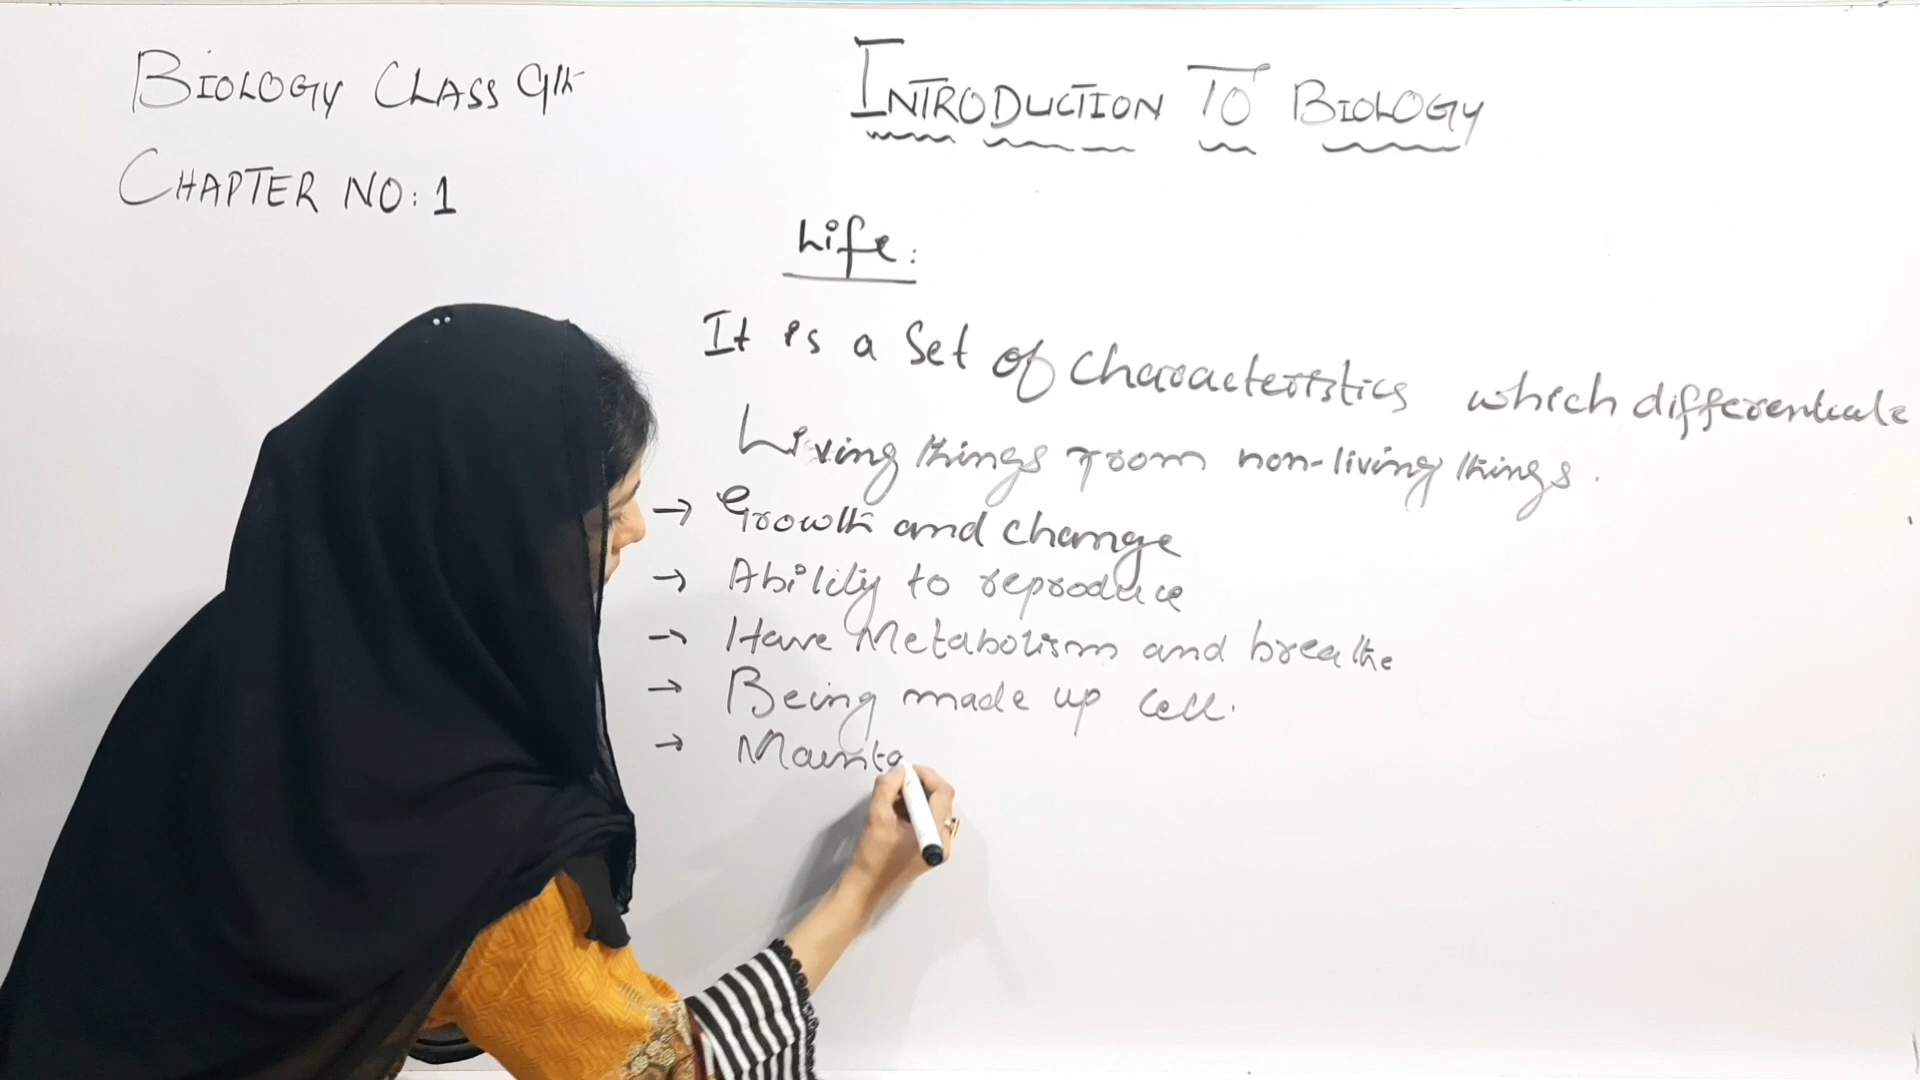 BIOLOGY CLASS 9th
CHAPTER NO: 1
INTRODUCTION TO BIOLOGY
Life:
It is a Set of characteristics which differentiate
Living things from non-living things.
→ Growth and change
→ Ability to reproduce
→ Have Metabolism and breathe
→ Being made up cell.
→ Mainta